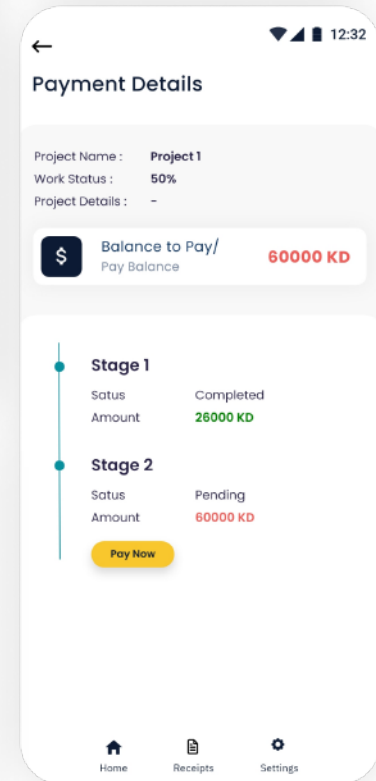 12:32
Payment Details
Project Name : Project 1
Work Status : 50%
Project Details : -
$
Balance to Pay/
Pay Balance
60000 KD
Stage 1
Satus Completed
Amount 26000 KD
Stage 2
Satus Pending
Amount 60000 KD
Pay Now
Home Receipts Settings